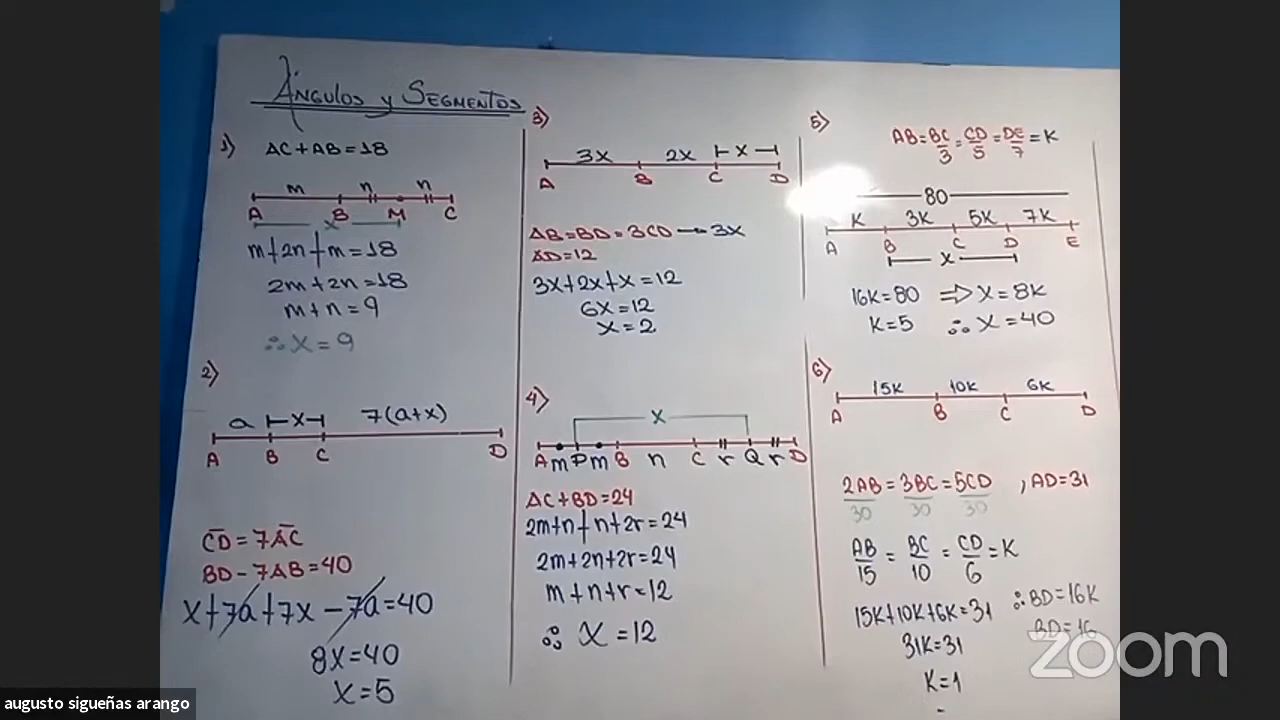 Ángulos y Segmentos
1)
AC+AB=18
m n n
A B M C
x
m+2n+m=18
2m+2n=18
m+n=9
∴ x=9
2)
a x 7(a+x)
A B C D
CD=7AC
BD-7AB=40
x+7a+7x-7a=40
8x=40
x=5
3)
3x 2x x
A B C D
AB=BD=3CD → 3x
AD=12
3x+2x+x=12
6x=12
x=2
4)
x
A m P m B n C r Q r D
AC+BD=24
2m+n+n+2r=24
2m+2n+2r=24
m+n+r=12
∴ x=12
5)
AB=BC/3=CD/5=DE/7=K
80
K 3K 5K 7K
A B C D E
x
16K=80 ⇒ x=8K
K=5 ∴ x=40
6)
15K 10K 6K
A B C D
2AB/30=3BC/30=5CD/30, AD=31
AB/15=BC/10=CD/6=K
15K+10K+6K=31
∴ BD=16K
31K=31
BD=16
K=1
zoom
augusto sigueñas arango